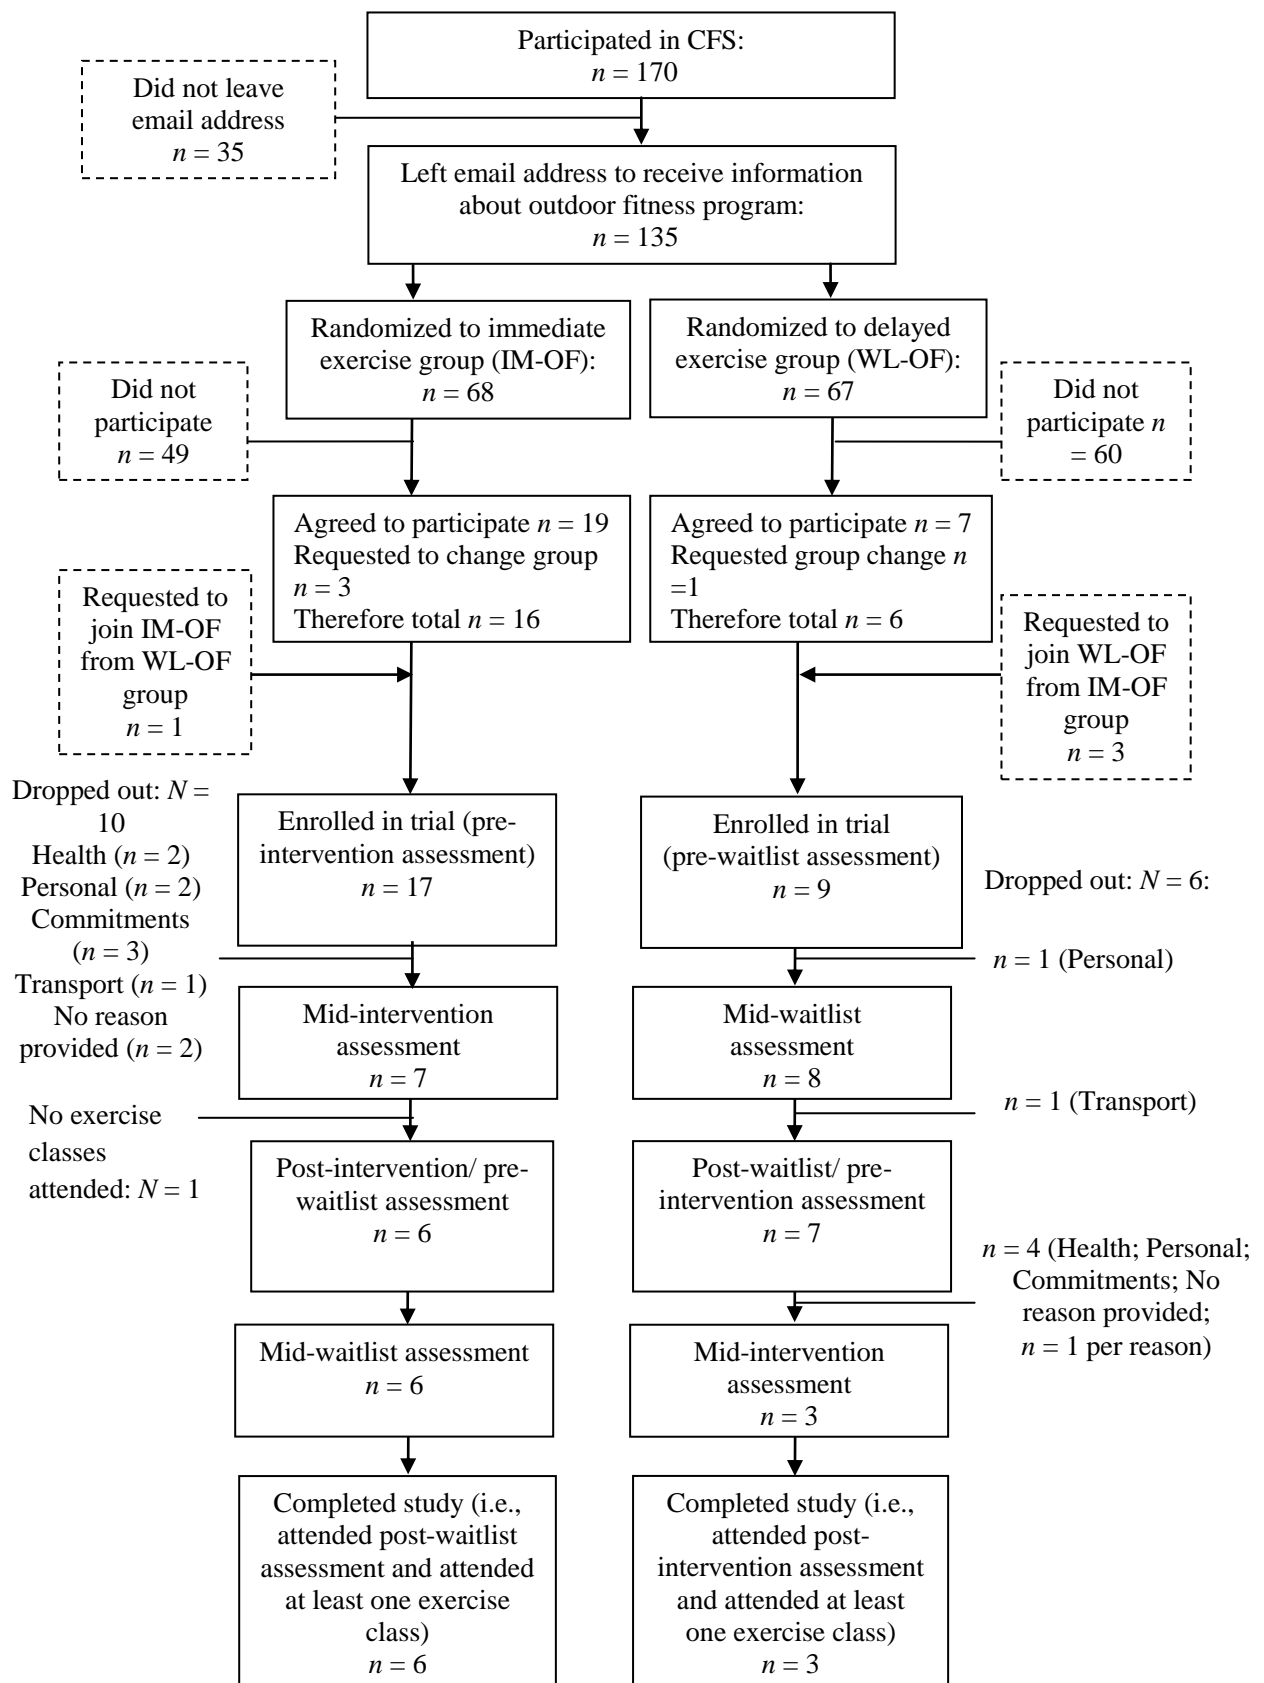 Participated in CFS:
n = 170
Did not leave
email address
n = 35
Left email address to receive information
about outdoor fitness program:
n = 135
Randomized to immediate
exercise group (IM-OF):
n = 68
Randomized to delayed
exercise group (WL-OF):
n = 67
Did not
participate
n = 49
Did not
participate n
= 60
Agreed to participate n = 19
Requested to change group
n = 3
Therefore total n = 16
Agreed to participate n = 7
Requested group change n
=1
Therefore total n = 6
Requested to
join IM-OF
from WL-OF
group
n = 1
Requested to
join WL-OF
from IM-OF
group
n = 3
Dropped out: N =
10
Health (n = 2)
Personal (n = 2)
Commitments
(n = 3)
Transport (n = 1)
No reason
provided (n = 2)
Enrolled in trial (pre-
intervention assessment)
n = 17
Enrolled in trial
(pre-waitlist assessment)
n = 9
Dropped out: N = 6:
n = 1 (Personal)
Mid-intervention
assessment
n = 7
Mid-waitlist
assessment
n = 8
No exercise
classes
attended: N = 1
n = 1 (Transport)
Post-intervention/ pre-
waitlist assessment
n = 6
Post-waitlist/ pre-
intervention assessment
n = 7
n = 4 (Health; Personal;
Commitments; No
reason provided;
n = 1 per reason)
Mid-waitlist assessment
n = 6
Mid-intervention
assessment
n = 3
Completed study (i.e.,
attended post-waitlist
assessment and attended
at least one exercise
class)
n = 6
Completed study (i.e.,
attended post-
intervention assessment
and attended at least
one exercise class)
n = 3